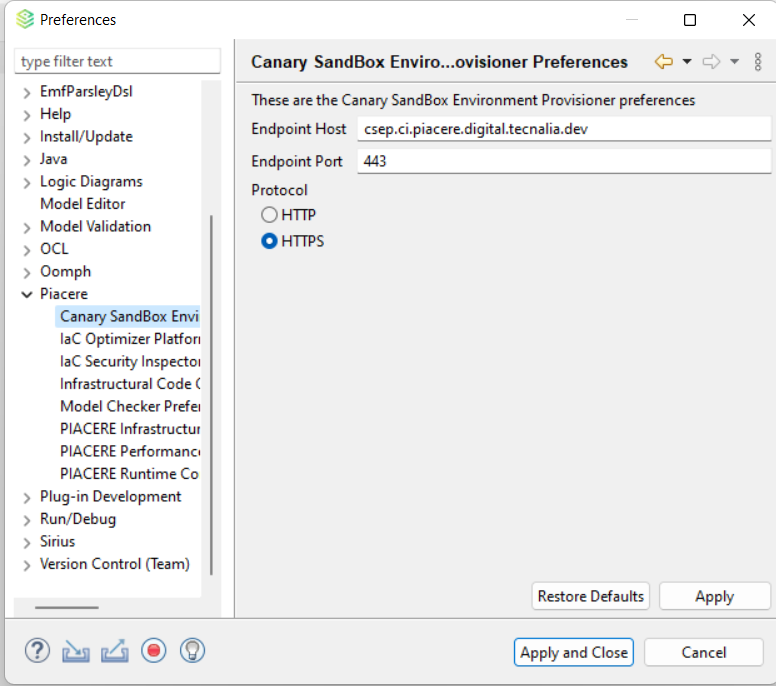 Preferences
type filter text
EmfParsleyDsl
Help
Install/Update
Java
Logic Diagrams
Model Editor
Model Validation
OCL
Oomph
Piacere
Canary SandBox Envi
IaC Optimizer Platfor
IaC Security Inspector
Infrastructural Code
Model Checker Prefer
PIACERE Infrastructur
PIACERE Performance
PIACERE Runtime Co
Plug-in Development
Run/Debug
Sirius
Version Control (Team)
Canary SandBox Enviro...ovisioner Preferences
These are the Canary SandBox Environment Provisioner preferences
Endpoint Host csep.ci.piacere.digital.tecnalia.dev
Endpoint Port 443
Protocol
HTTP
HTTPS
Restore Defaults Apply
Apply and Close Cancel